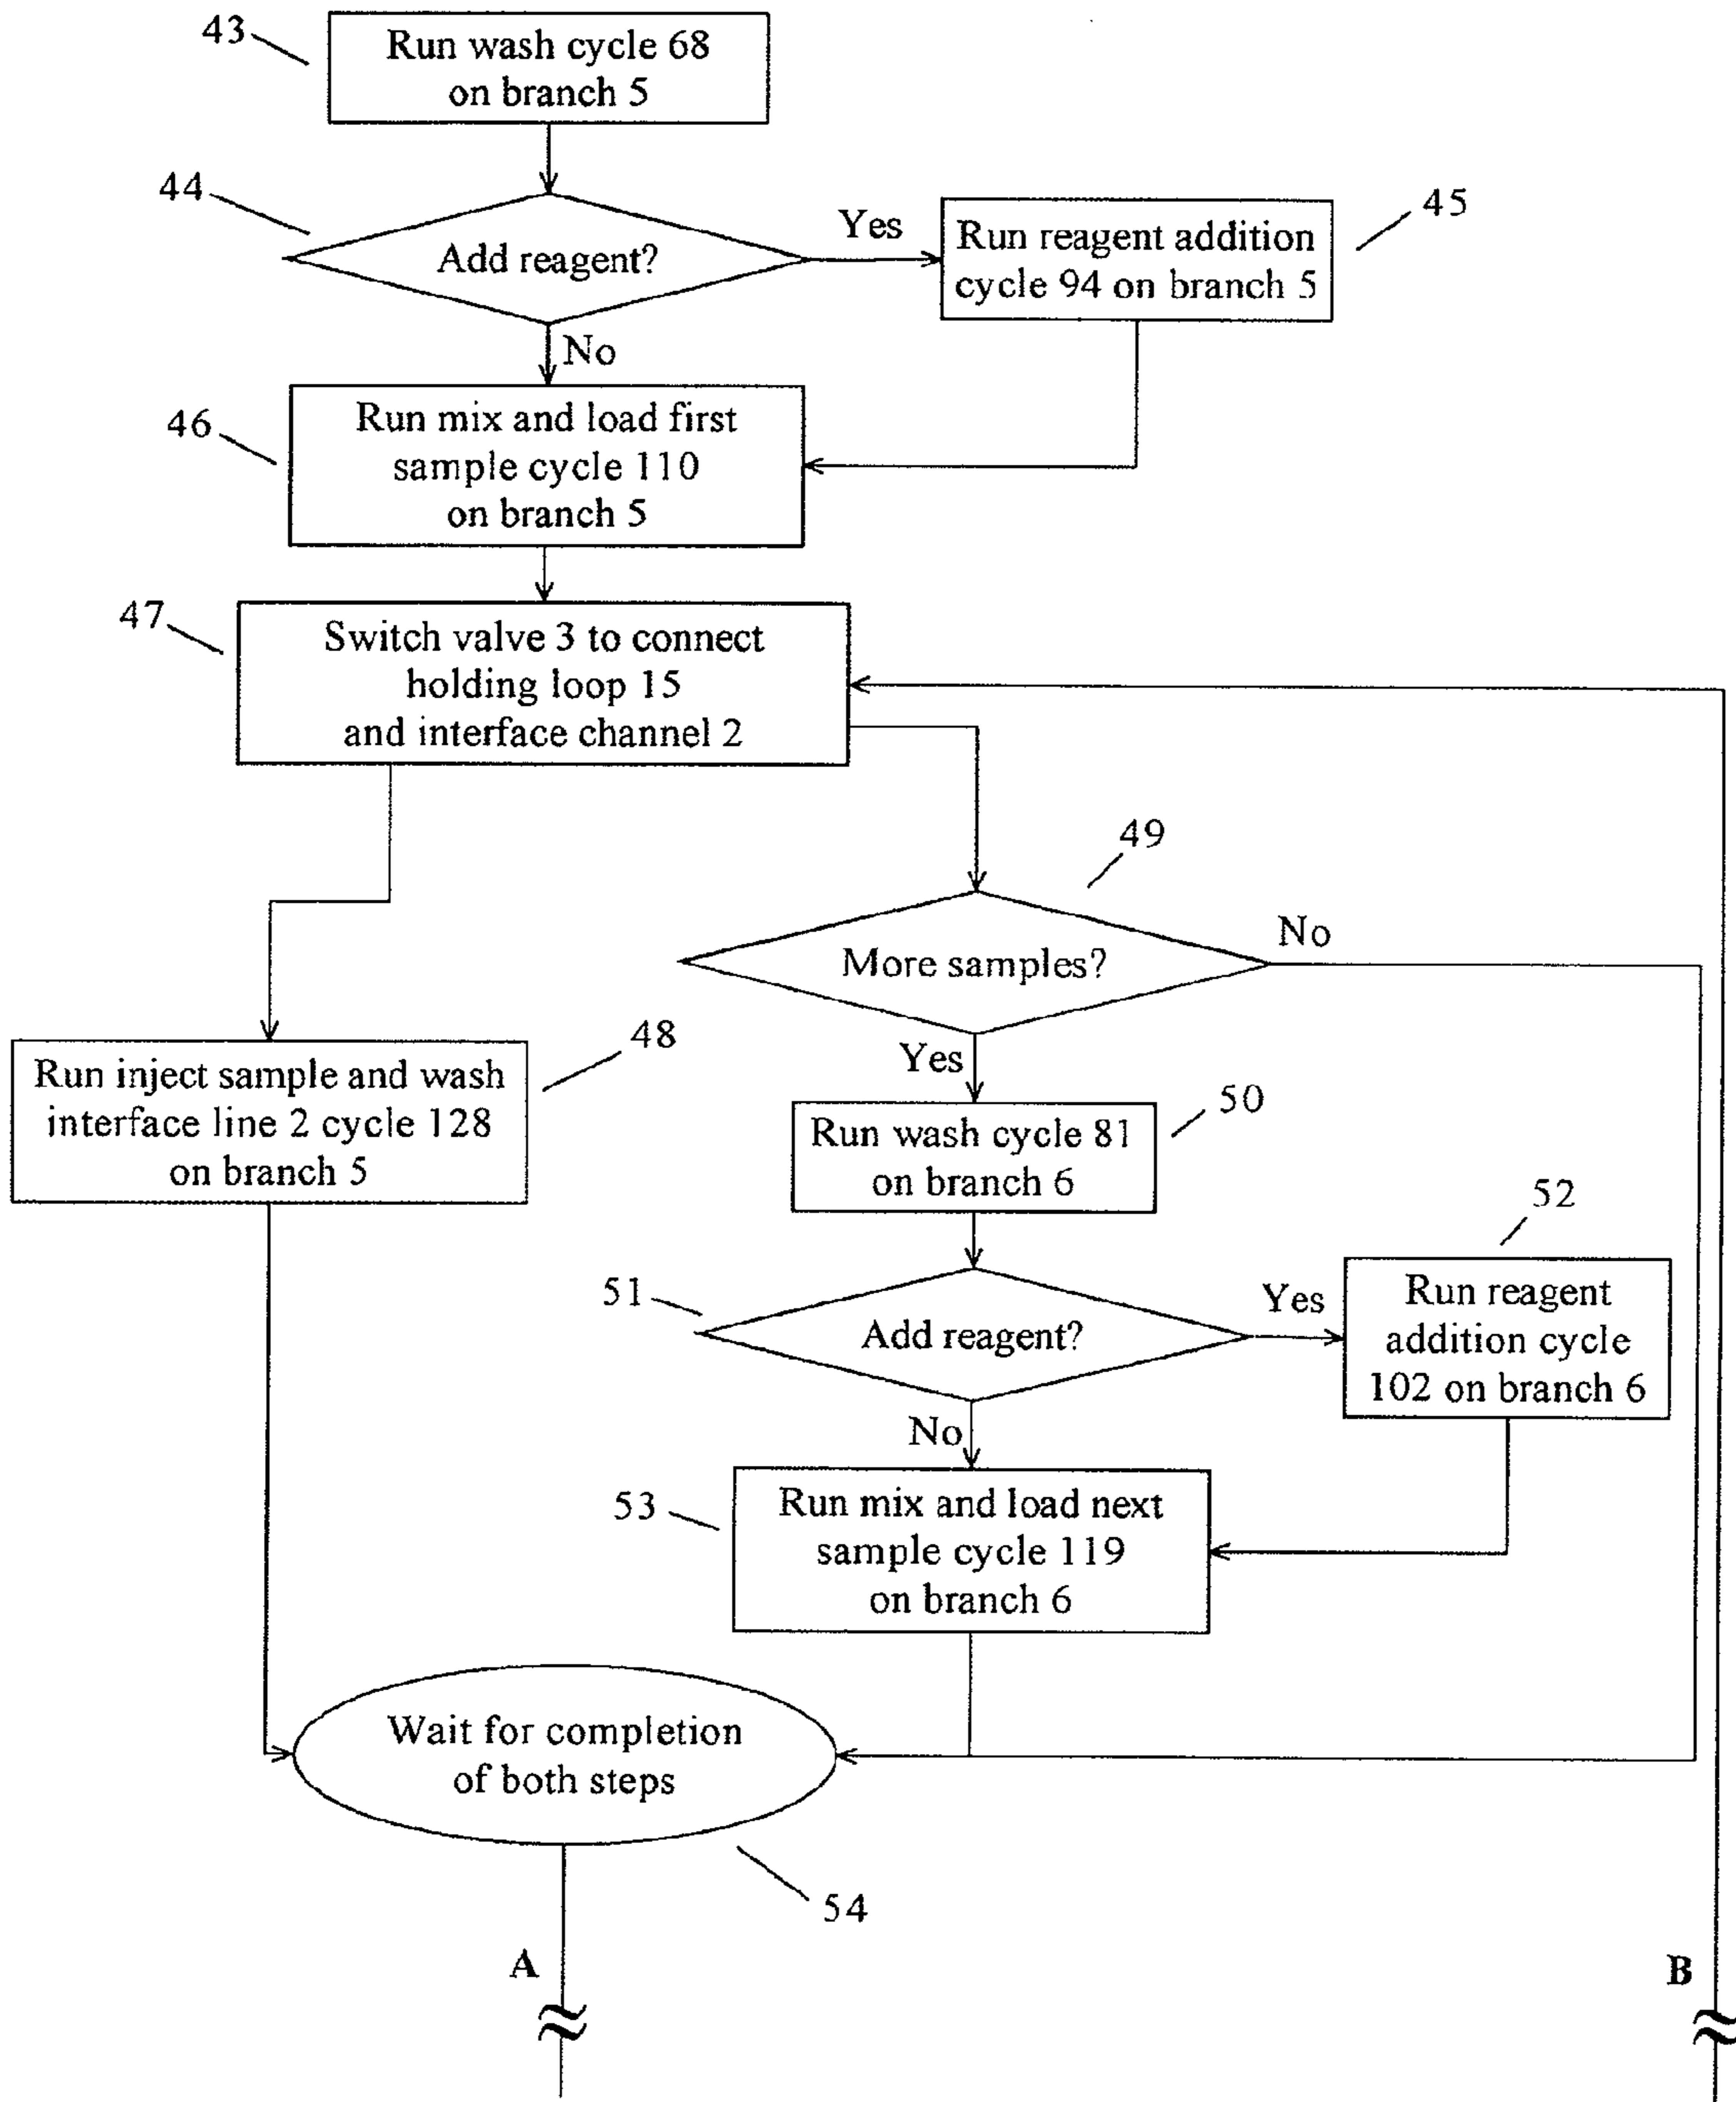 43
Run wash cycle 68
on branch 5
44
Add reagent?
Yes
45
Run reagent addition
cycle 94 on branch 5
No
46
Run mix and load first
sample cycle 110
on branch 5
47
Switch valve 3 to connect
holding loop 15
and interface channel 2
49
More samples?
No
48
Run inject sample and wash
interface line 2 cycle 128
on branch 5
Yes
50
Run wash cycle 81
on branch 6
52
51
Add reagent?
Yes
Run reagent
addition cycle
102 on branch 6
No
53
Run mix and load next
sample cycle 119
on branch 6
Wait for completion
of both steps
54
A
B